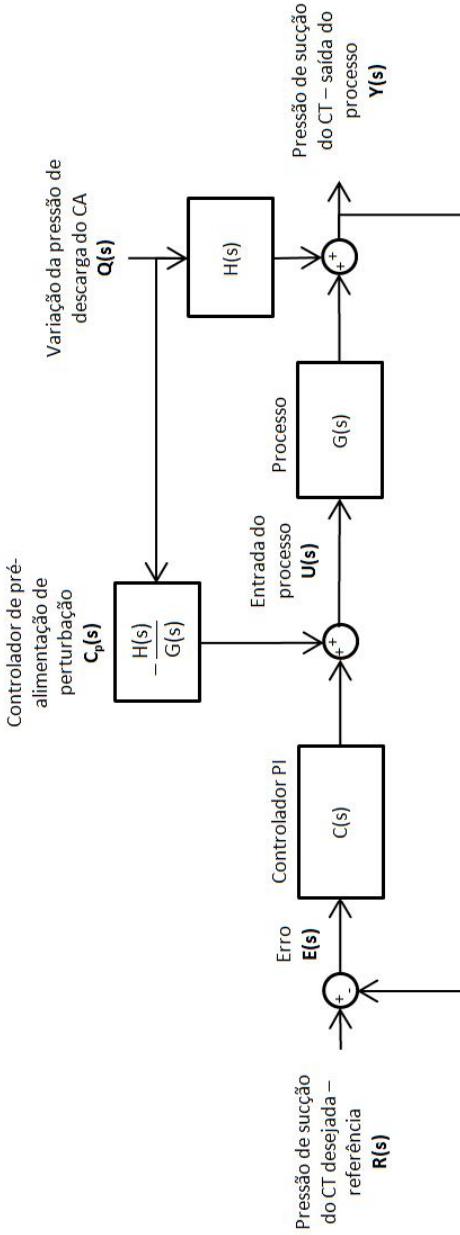 Controlador de pré-
alimentação de
perturbação
Cp(s)
Variação da pressão de
descarga do CA
Q(s)
− H(s)
G(s)
H(s)
Pressão de sucção
do CT desejada –
referência
R(s)
+
-
Erro
E(s)
Controlador PI
C(s)
+
+
Entrada do
processo
U(s)
Processo
G(s)
+
+
Pressão de sucção
do CT – saída do
processo
Y(s)